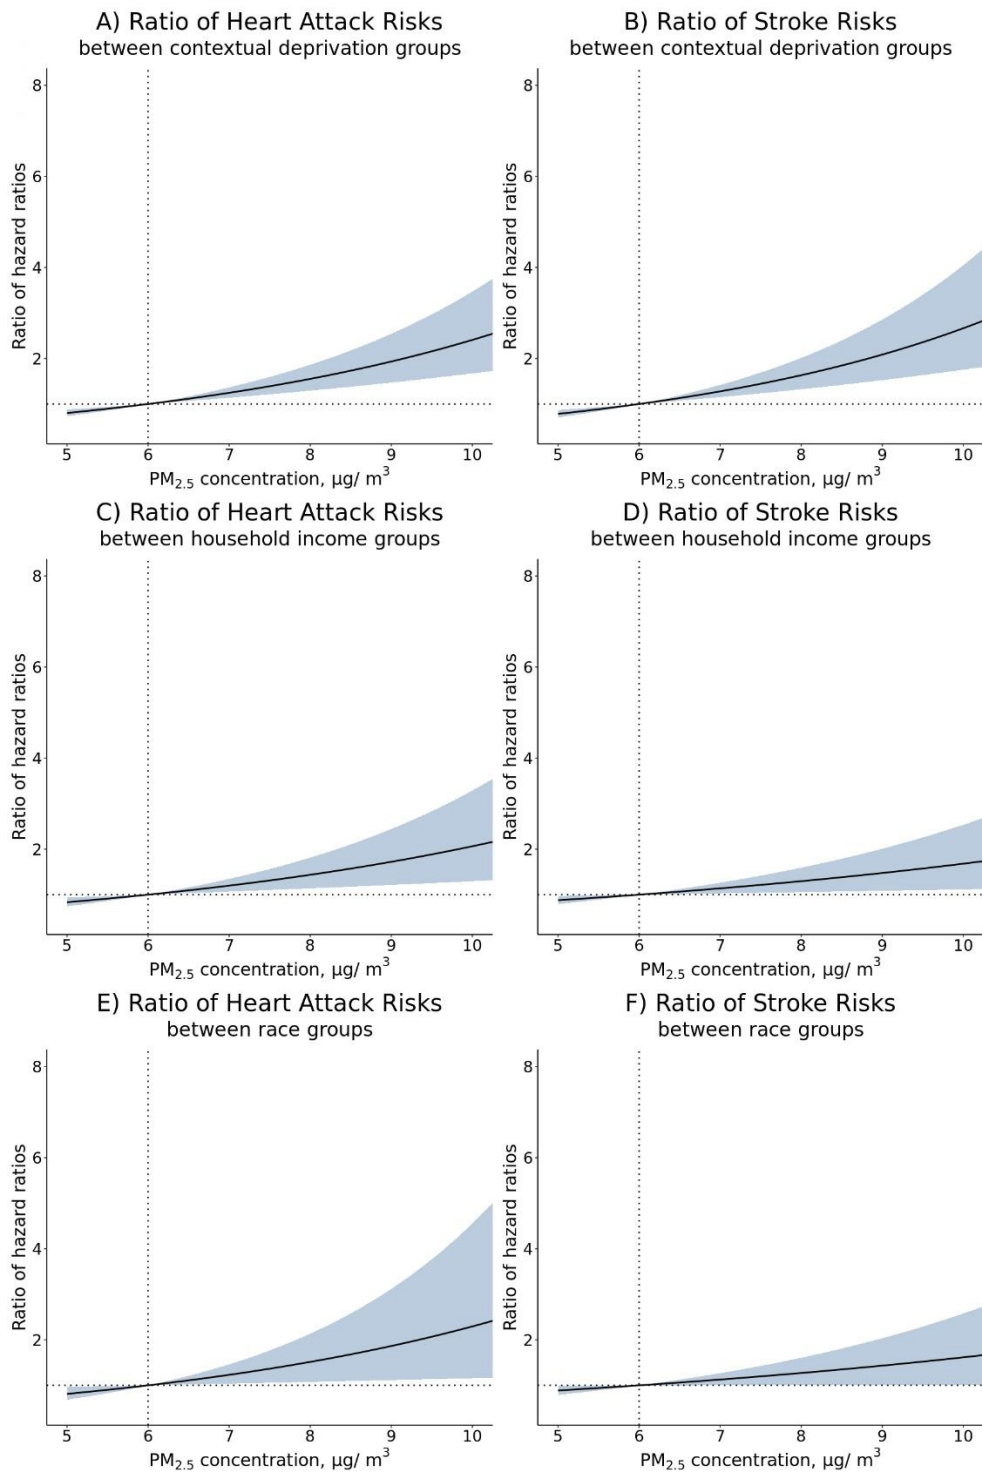 A) Ratio of Heart Attack Risks
between contextual deprivation groups
8
6
4
2
Ratio of hazard ratios
5 6 7 8 9 10
PM2.5 concentration, µg/ m³
B) Ratio of Stroke Risks
between contextual deprivation groups
8
6
4
2
Ratio of hazard ratios
5 6 7 8 9 10
PM2.5 concentration, µg/ m³
C) Ratio of Heart Attack Risks
between household income groups
8
6
4
2
Ratio of hazard ratios
5 6 7 8 9 10
PM2.5 concentration, µg/ m³
D) Ratio of Stroke Risks
between household income groups
8
6
4
2
Ratio of hazard ratios
5 6 7 8 9 10
PM2.5 concentration, µg/ m³
E) Ratio of Heart Attack Risks
between race groups
8
6
4
2
Ratio of hazard ratios
5 6 7 8 9 10
PM2.5 concentration, µg/ m³
F) Ratio of Stroke Risks
between race groups
8
6
4
2
Ratio of hazard ratios
5 6 7 8 9 10
PM2.5 concentration, µg/ m³